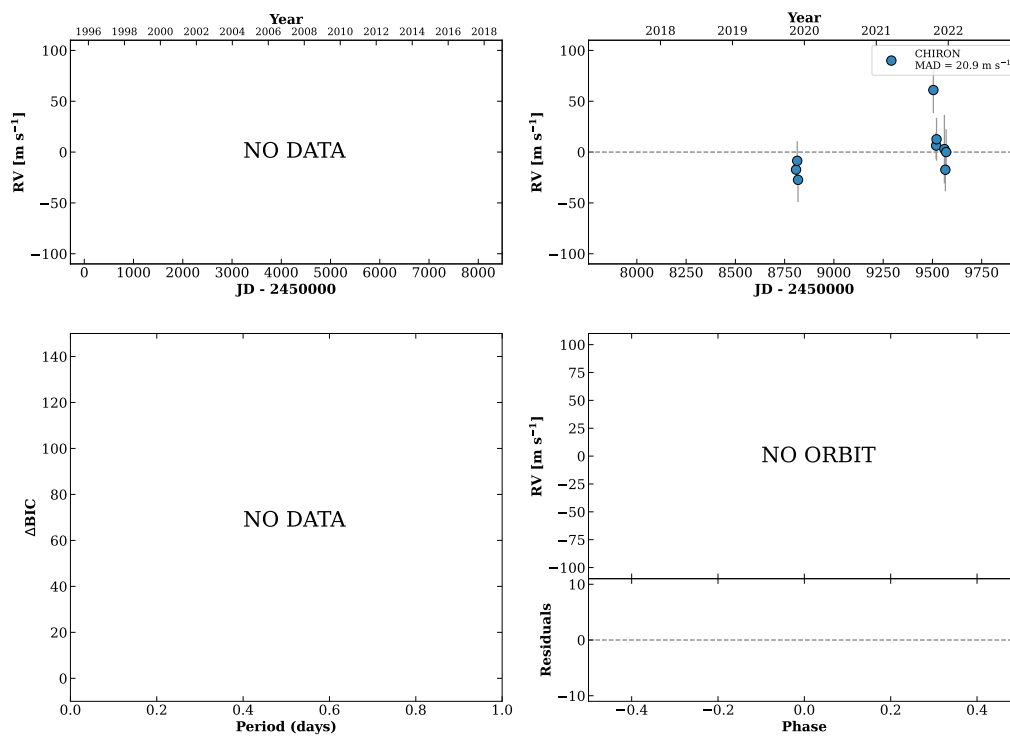 Year
1996 1998 2000 2002 2004 2006 2008 2010 2012 2014 2016 2018
100
50
0
−50
−100
RV [m s⁻¹]
NO DATA
0 1000 2000 3000 4000 5000 6000 7000 8000
JD - 2450000
Year
2018 2019 2020 2021 2022
100
50
0
−50
−100
RV [m s⁻¹]
CHIRON
MAD = 20.9 m s⁻¹
8000 8250 8500 8750 9000 9250 9500 9750
JD - 2450000
140
120
100
80
60
40
20
0
ΔBIC
NO DATA
0.0 0.2 0.4 0.6 0.8 1.0
Period (days)
100
75
50
25
0
−25
−50
−75
−100
RV [m s⁻¹]
NO ORBIT
10
0
−10
Residuals
−0.4 −0.2 0.0 0.2 0.4
Phase